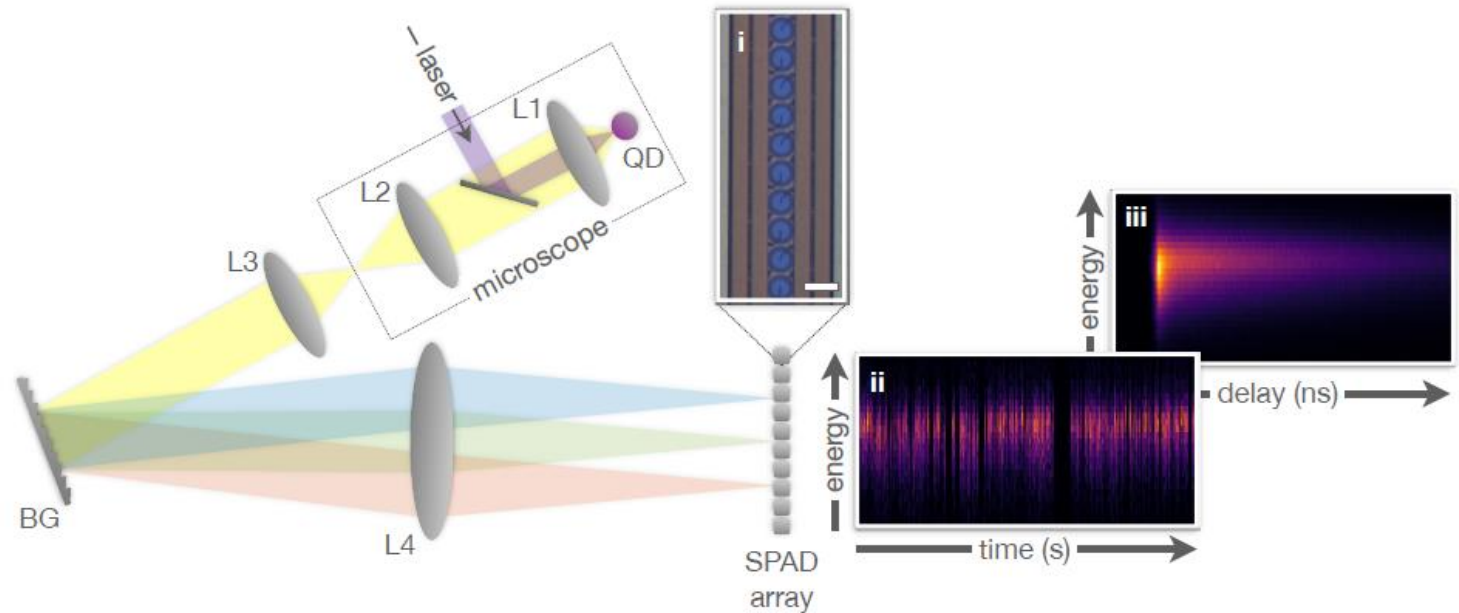 — laser →
L1
QD
L2
microscope
L3
BG
L4
i
SPAD
array
energy
ii
time (s)
energy
iii
delay (ns)